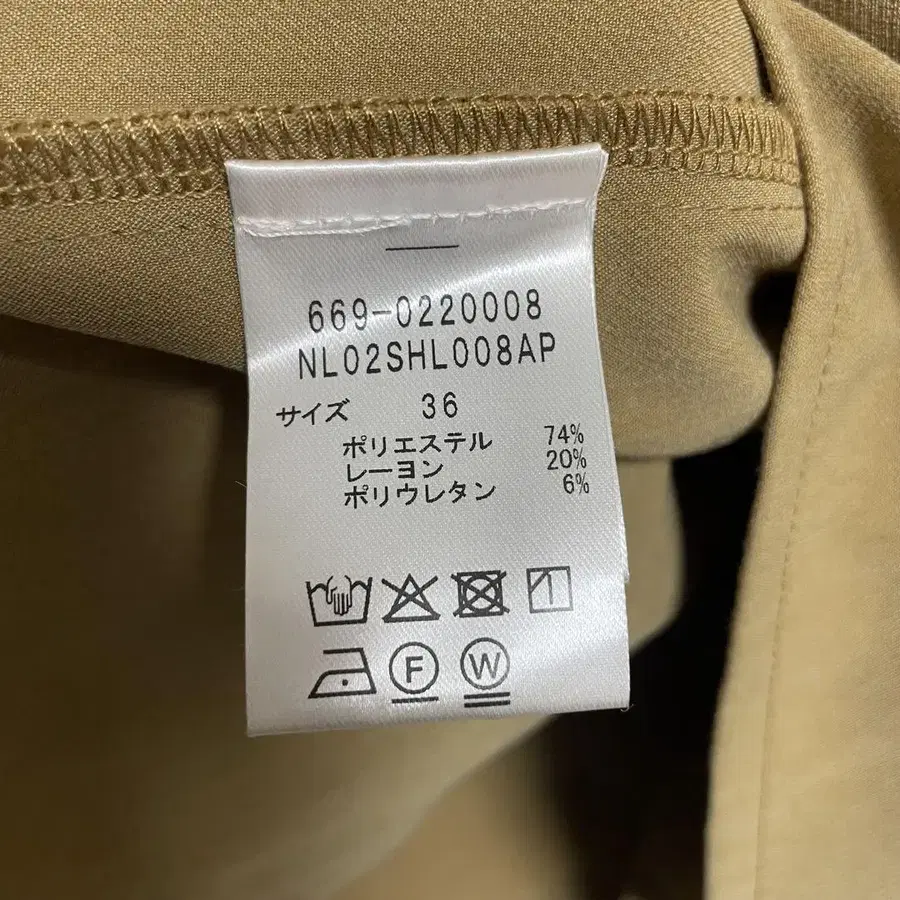 669-0220008
NL02SHL008AP
サイズ 36
ポリエステル 74%
レーヨン 20%
ポリウレタン 6%
F W